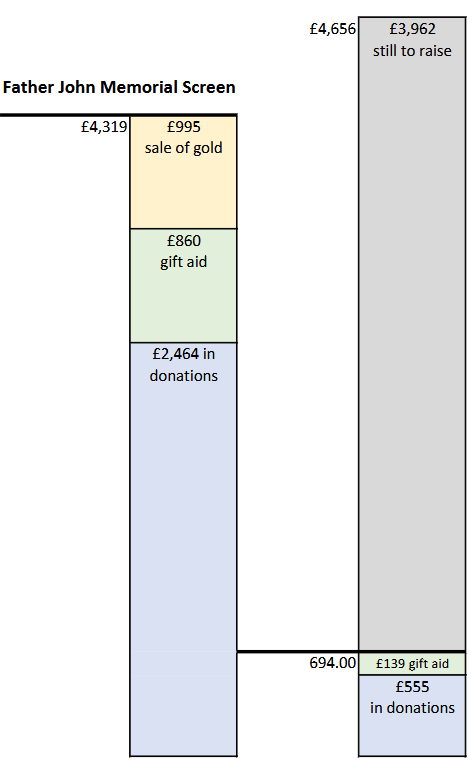 £4,656
£3,962
still to raise
Father John Memorial Screen
£4,319
£995
sale of gold
£860
gift aid
£2,464 in
donations
694.00
£139 gift aid
£555
in donations